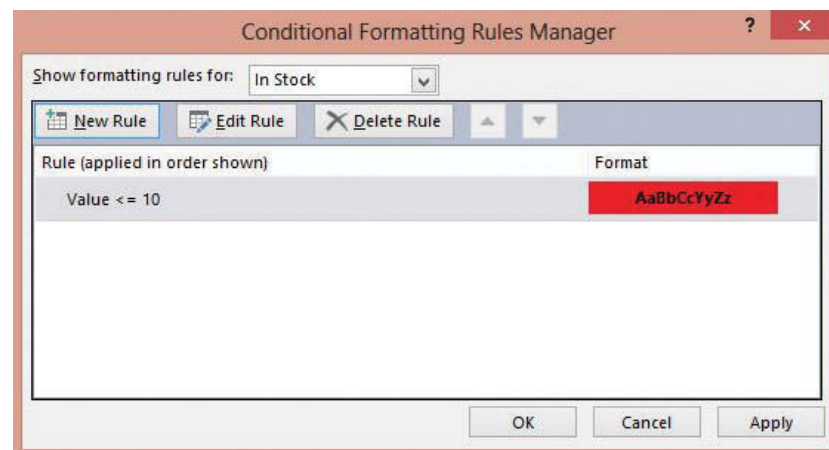 Conditional Formatting Rules Manager ? ×
Show formatting rules for: In Stock
New Rule Edit Rule Delete Rule
Rule (applied in order shown) Format
Value <= 10 AaBbCcYyZz
OK Cancel Apply